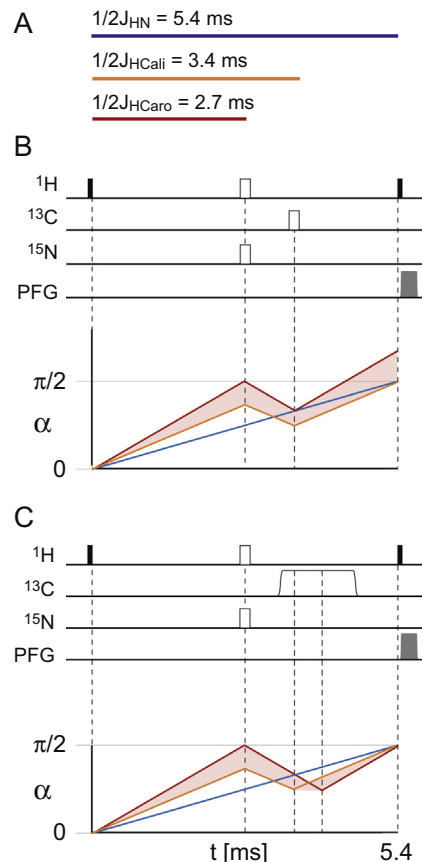 A
1/2J_HN = 5.4 ms
1/2J_HCali = 3.4 ms
1/2J_HCaro = 2.7 ms
B
¹H
¹³C
¹⁵N
PFG
π/2
α
0
C
¹H
¹³C
¹⁵N
PFG
π/2
α
0
t [ms] 5.4